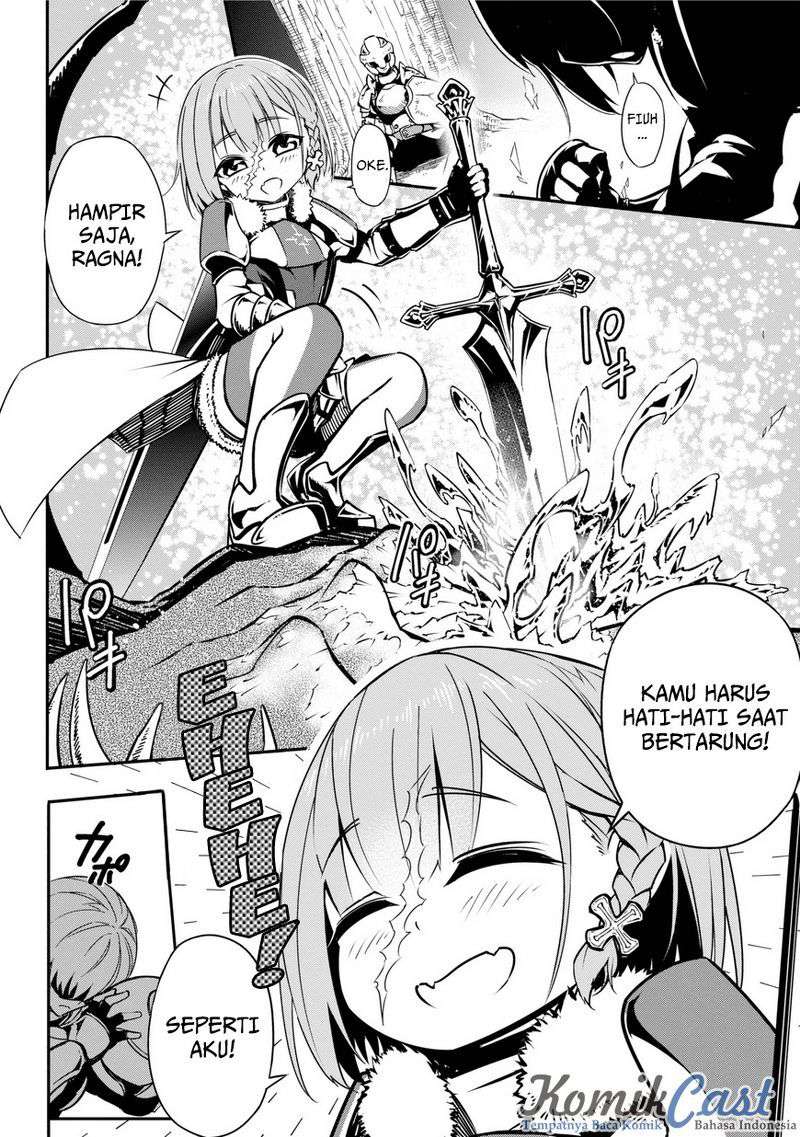 FIUH
...
OKE.
HAMPIR
SAJA,
RAGNA!
パキ
パキ
パキ
KAMU HARUS
HATI-HATI SAAT
BERTARUNG!
EHEHEHE!
カポ
SEPERTI
AKU!
KomikCast
Tempatnya Baca Komik Bahasa Indonesia